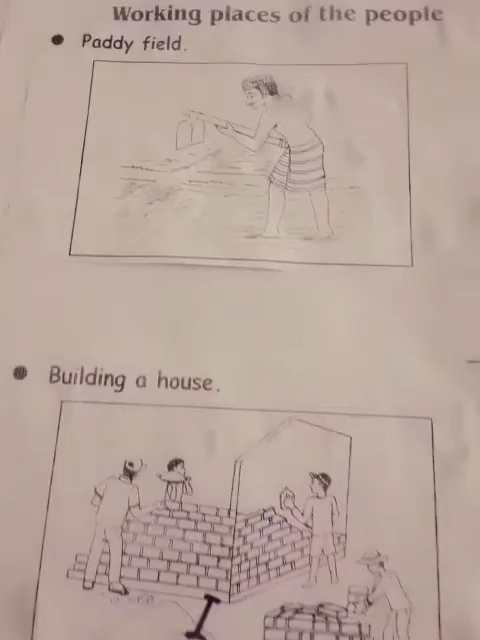 Working places of the people
Paddy field.
Building a house.